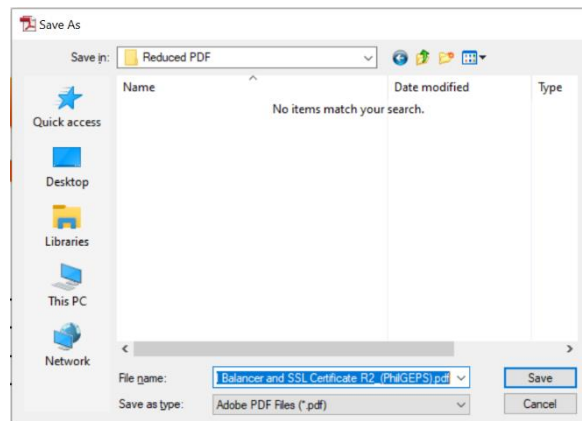 Save As
Save in: Reduced PDF
Name Date modified Type
No items match your search.
Quick access
Desktop
Libraries
This PC
Network
File name: Balancer and SSL Certificate R2_(PhilGEPS).pdf Save
Save as type: Adobe PDF Files (*.pdf) Cancel